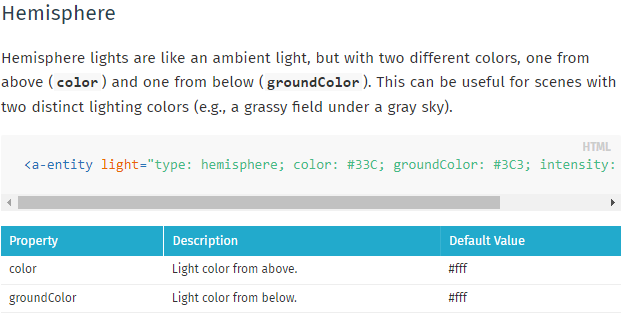 Hemisphere
Hemisphere lights are like an ambient light, but with two different colors, one from
above (color) and one from below (groundColor). This can be useful for scenes with
two distinct lighting colors (e.g., a grassy field under a gray sky).
HTML
<a-entity light="type: hemisphere; color: #33C; groundColor: #3C3; intensity:
Property Description Default Value
color Light color from above. #fff
groundColor Light color from below. #fff